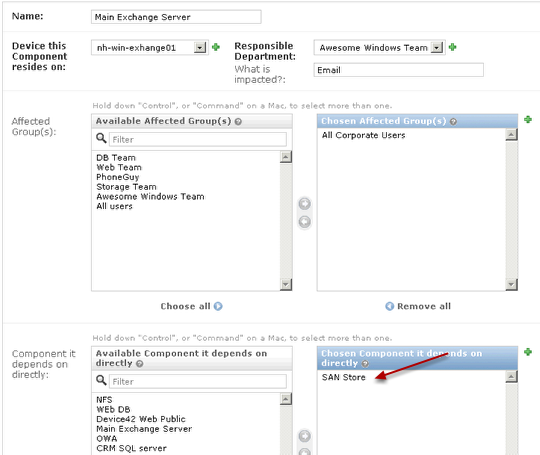 Name: Main Exchange Server
Device this Component resides on: nh-win-exhange01 Responsible Department: Awesome Windows Team
What is impacted?: Email
Hold down "Control", or "Command" on a Mac, to select more than one.
Affected Group(s):
Available Affected Group(s)
Filter
DB Team
Web Team
PhoneGuy
Storage Team
Awesome Windows Team
All users
Choose all
Chosen Affected Group(s)
All Corporate Users
Remove all
Hold down "Control", or "Command" on a Mac, to select more than one.
Component it depends on directly:
Available Component it depends on directly
Filter
NFS
WEb DB
Device42 Web Public
Main Exchange Server
OWA
CRM SQL server
Chosen Component it depends on directly
SAN Store